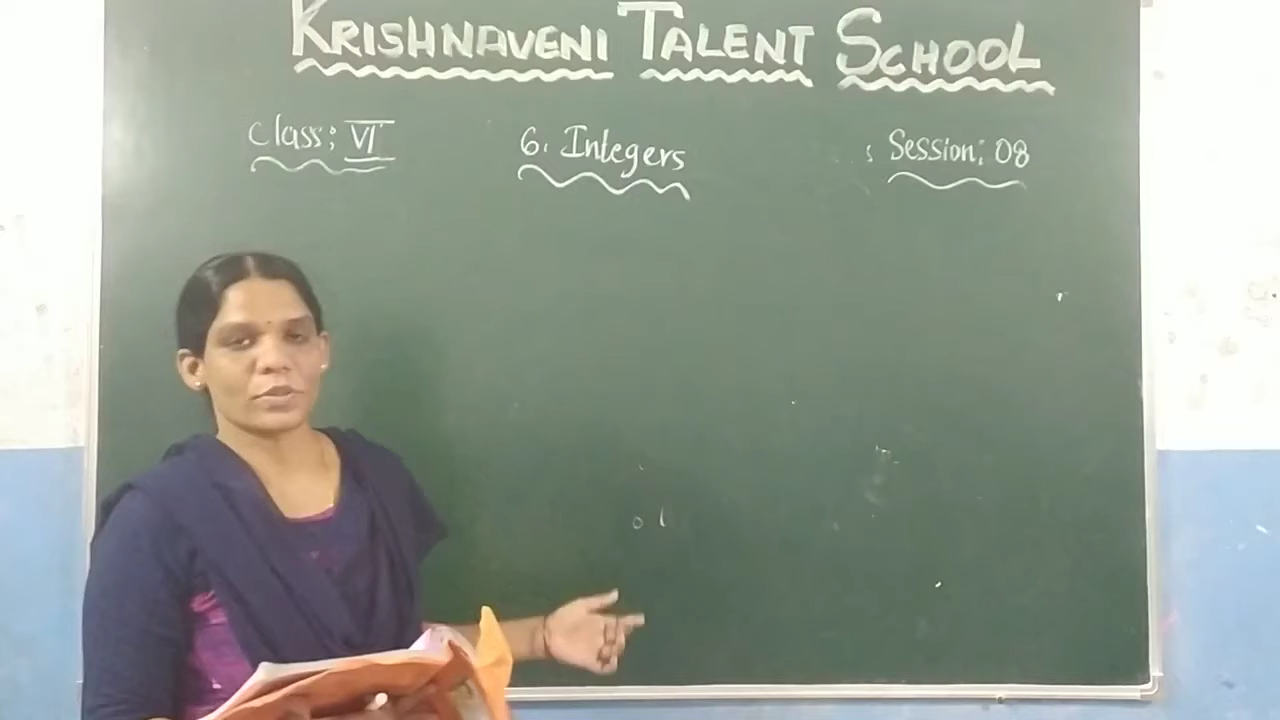 KRISHNAVENI TALENT SCHOOL
Class: VI
6. Integers
Session: 08